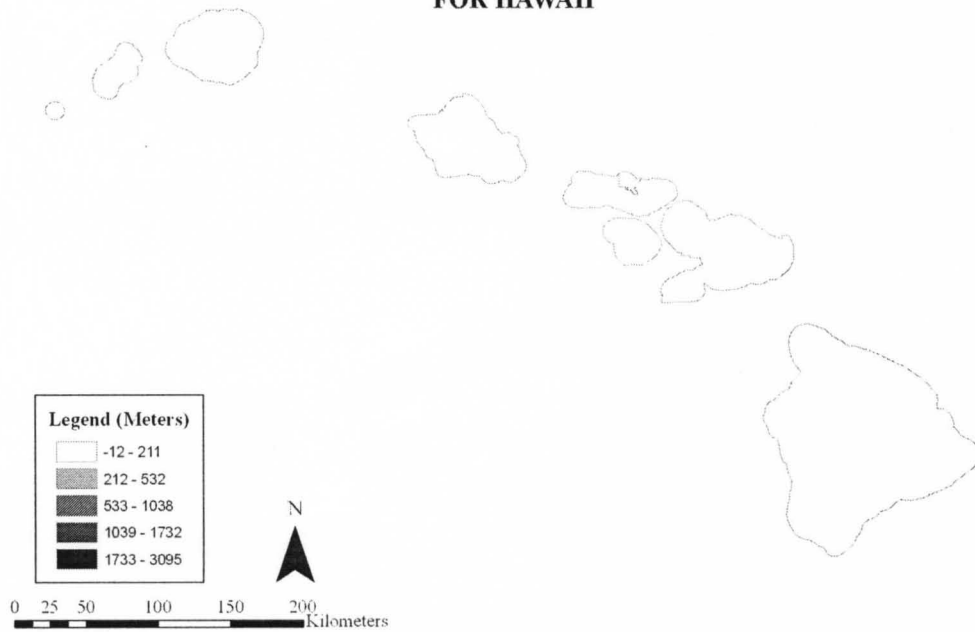 FOR HAWAII
Legend (Meters)
-12 - 211
212 - 532
533 - 1038
1039 - 1732
1733 - 3095
N
0 25 50 100 150 200
Kilometers